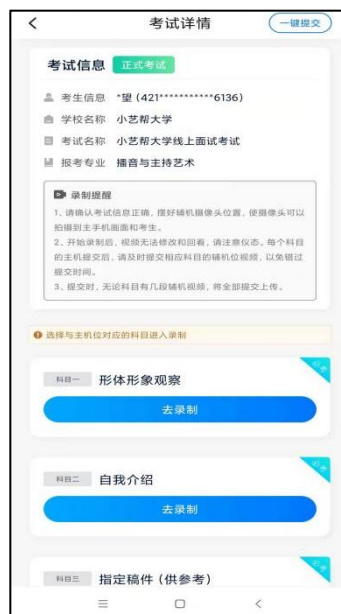 考试详情
一键提交
考试信息 正式考试
考生信息 *望 (421***********6136)
学校名称 小艺帮大学
考试名称 小艺帮大学线上面试考试
报考专业 播音与主持艺术
录制提醒
1、请确认考试信息正确，摆好辅机摄像头位置，使摄像头可以
拍摄到主手机画面和考生。
2、开始录制后，视频无法修改和回看，请注意仪态。每个科目
的主机提交后，请及时提交相应科目的辅机位视频，以免错过
提交时间。
3、提交时，无论科目有几段辅机视频，将全部提交上传。
选择与主机位对应的科目进入录制
科目一 形体形象观察
必考
去录制
科目二 自我介绍
必考
去录制
科目三 指定稿件 (供参考)
必考